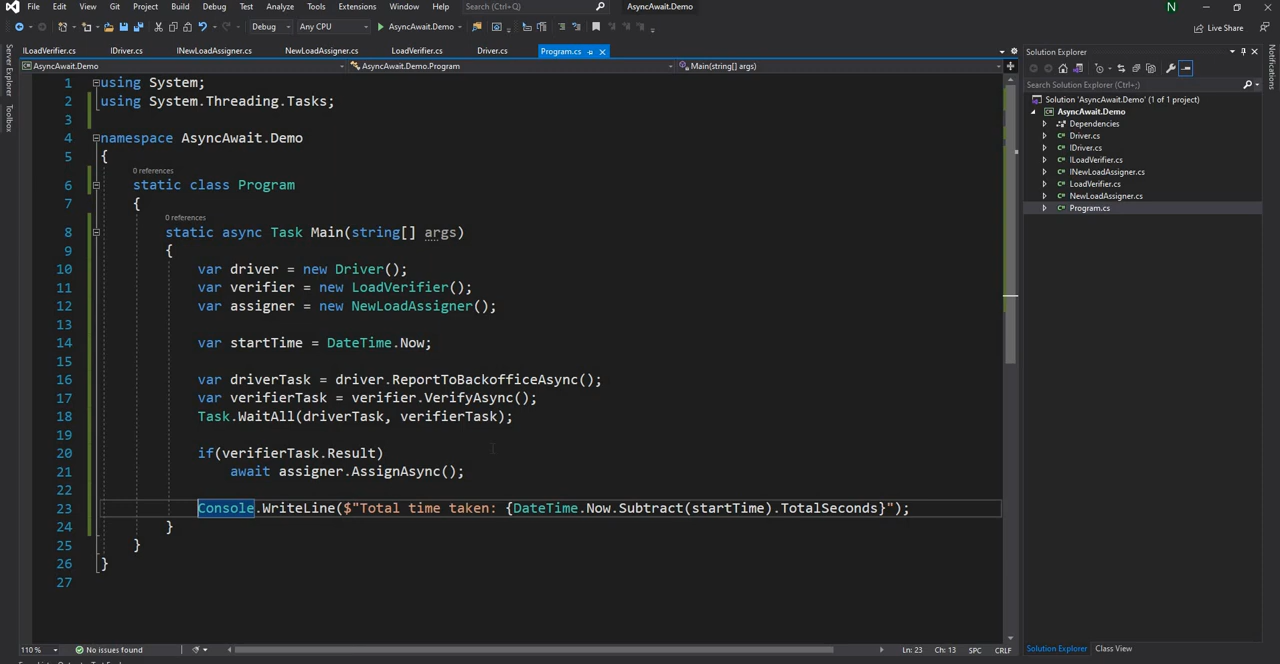 File Edit View Git Project Build Debug Test Analyze Tools Extensions Window Help Search (Ctrl+Q) AsyncAwait.Demo N
Debug Any CPU AsyncAwait.Demo Live Share
ILoadVerifier.cs IDriver.cs INewLoadAssigner.cs NewLoadAssigner.cs LoadVerifier.cs Driver.cs Program.cs
AsyncAwait.Demo AsyncAwait.Demo.Program Main(string[] args)
Server Explorer
Toolbox
1 using System;
2 using System.Threading.Tasks;
3
4 namespace AsyncAwait.Demo
5 {
0 references
6 static class Program
7 {
0 references
8 static async Task Main(string[] args)
9 {
10 var driver = new Driver();
11 var verifier = new LoadVerifier();
12 var assigner = new NewLoadAssigner();
13
14 var startTime = DateTime.Now;
15
16 var driverTask = driver.ReportToBackofficeAsync();
17 var verifierTask = verifier.VerifyAsync();
18 Task.WaitAll(driverTask, verifierTask);
19
20 if(verifierTask.Result)
21 await assigner.AssignAsync();
22
23 Console.WriteLine($"Total time taken: {DateTime.Now.Subtract(startTime).TotalSeconds}");
24 }
25 }
26 }
27
110 % No issues found Ln: 23 Ch: 13 SPC CRLF
Solution Explorer
Search Solution Explorer (Ctrl+;)
Solution 'AsyncAwait.Demo' (1 of 1 project)
AsyncAwait.Demo
Dependencies
C# Driver.cs
C# IDriver.cs
C# ILoadVerifier.cs
C# INewLoadAssigner.cs
C# LoadVerifier.cs
C# NewLoadAssigner.cs
C# Program.cs
Solution Explorer Class View
Notifications